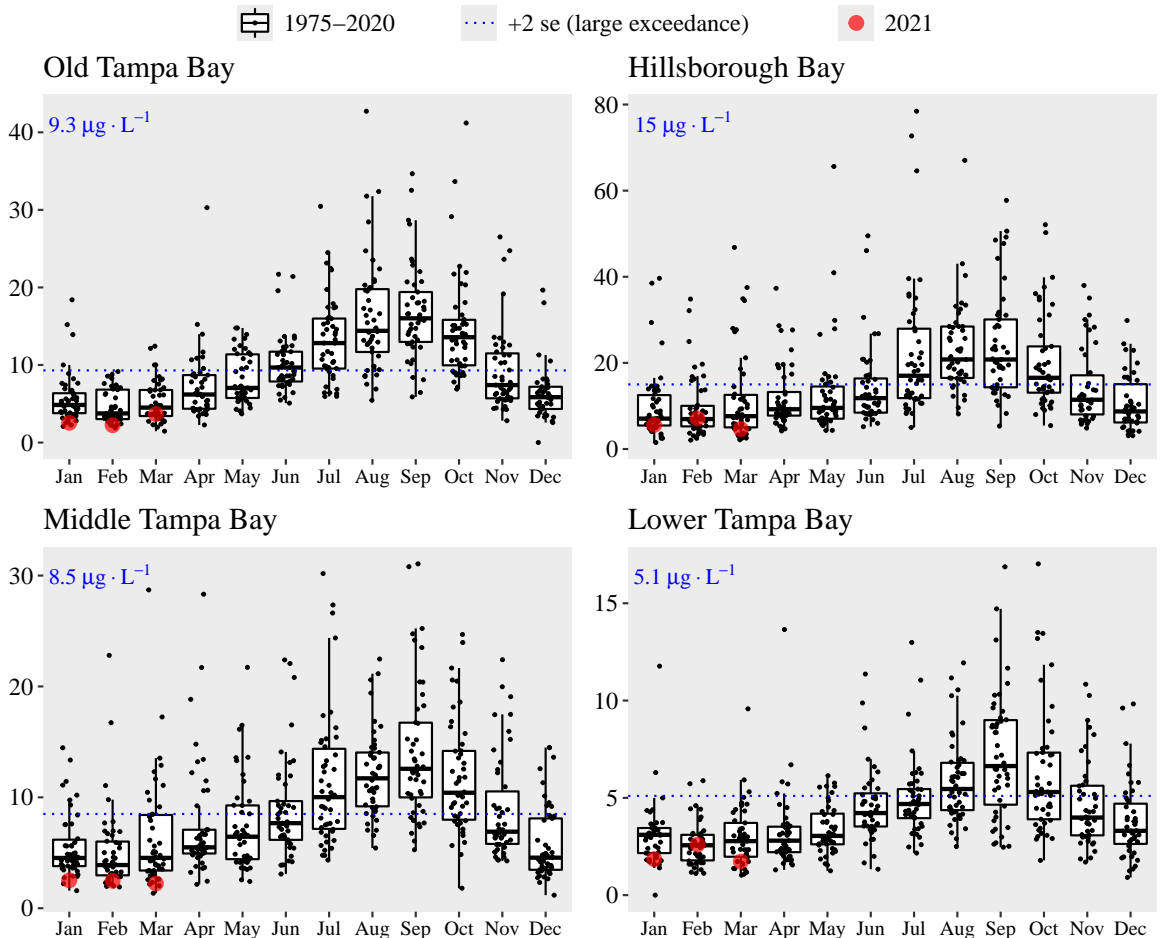 1975–2020 +2 se (large exceedance) 2021
Old Tampa Bay
9.3 μg · L⁻¹
40
30
20
10
0
Jan Feb Mar Apr May Jun Jul Aug Sep Oct Nov Dec
Hillsborough Bay
15 μg · L⁻¹
80
60
40
20
0
Jan Feb Mar Apr May Jun Jul Aug Sep Oct Nov Dec
Middle Tampa Bay
8.5 μg · L⁻¹
30
20
10
0
Jan Feb Mar Apr May Jun Jul Aug Sep Oct Nov Dec
Lower Tampa Bay
5.1 μg · L⁻¹
15
10
5
0
Jan Feb Mar Apr May Jun Jul Aug Sep Oct Nov Dec